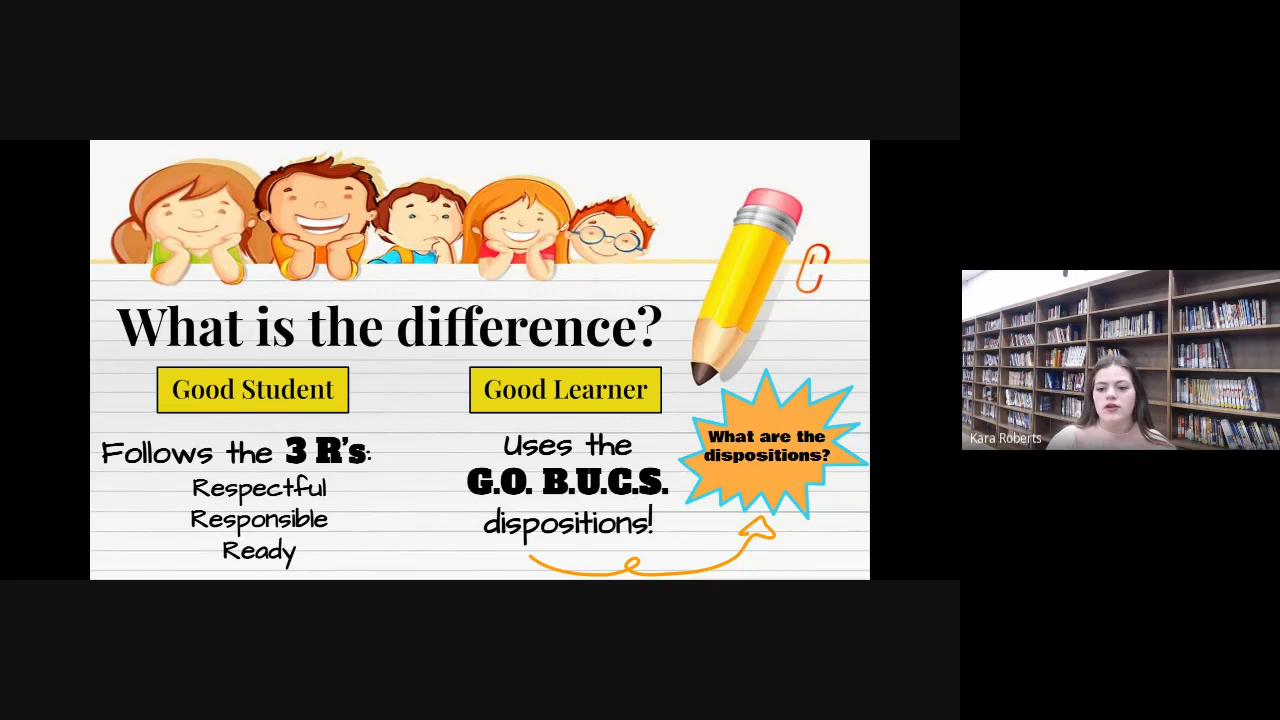 What is the difference?
Good Student
Follows the 3 R's:
Respectful
Responsible
Ready
Good Learner
Uses the
G.O. B.U.C.S.
dispositions!
What are the
dispositions?
Kara Roberts